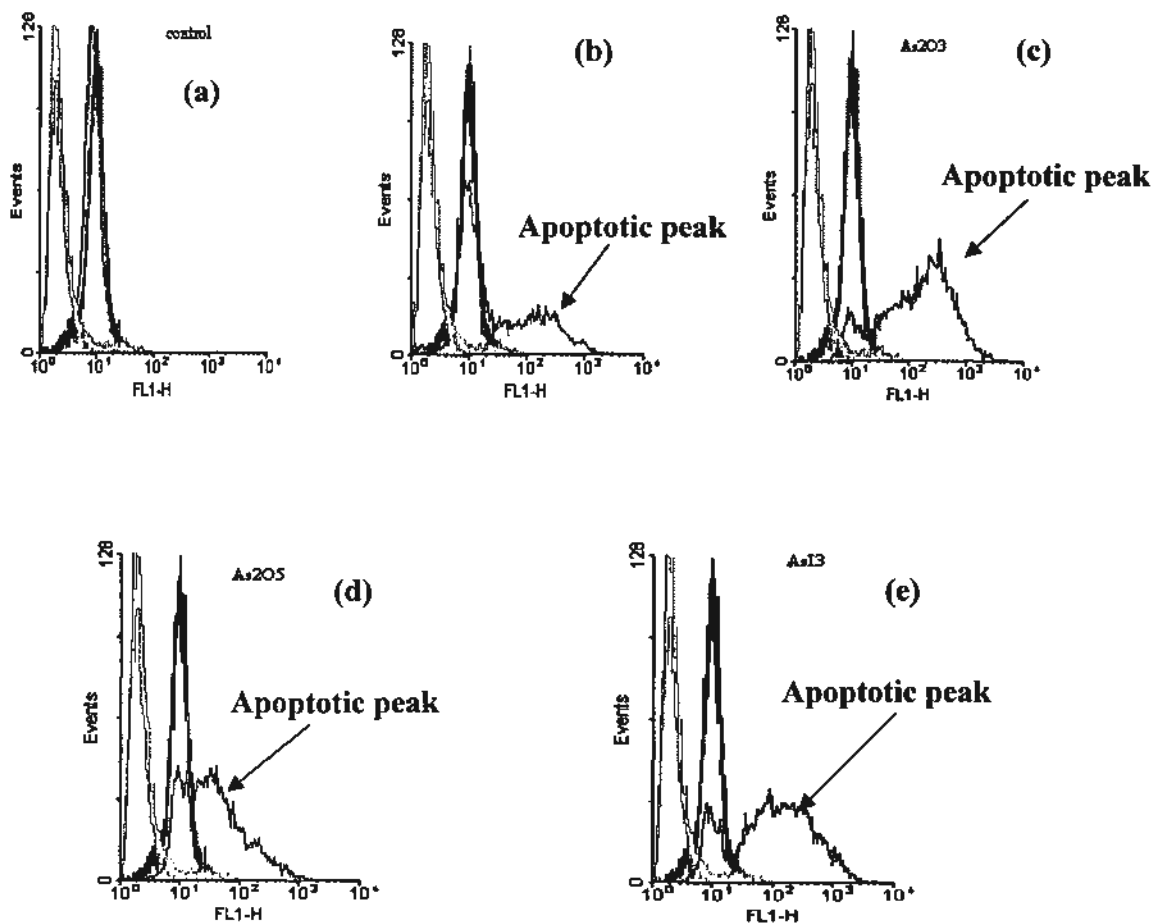 128
control
(a)
Events
0
10⁰ 10¹ 10² 10³ 10⁴
FL1-H
128
(b)
Events
Apoptotic peak
0
10⁰ 10¹ 10² 10³ 10⁴
FL1-H
128
As2O3
(c)
Events
Apoptotic peak
0
10⁰ 10¹ 10² 10³ 10⁴
FL1-H
128
As2O5
(d)
Events
Apoptotic peak
0
10⁰ 10¹ 10² 10³ 10⁴
FL1-H
128
AsI3
(e)
Events
Apoptotic peak
0
10⁰ 10¹ 10² 10³ 10⁴
FL1-H